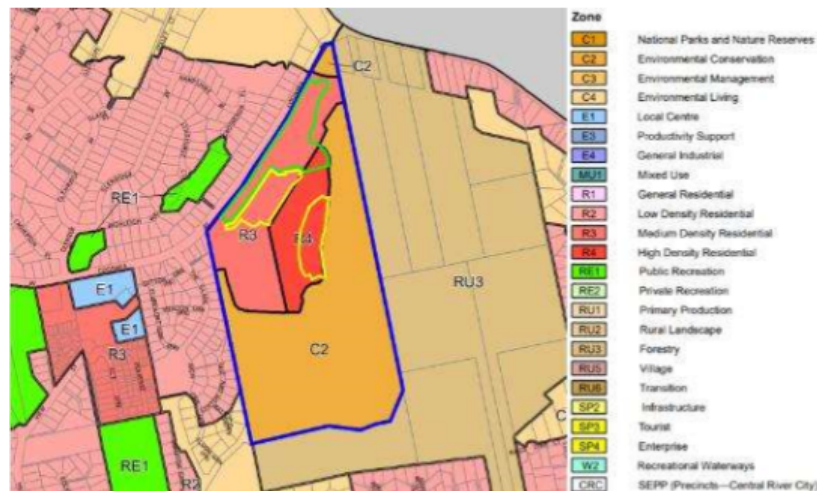 Zone
C1 National Parks and Nature Reserves
C2 Environmental Conservation
C3 Environmental Management
C4 Environmental Living
E1 Local Centre
E3 Productivity Support
E4 General Industrial
MU1 Mixed Use
R1 General Residential
R2 Low Density Residential
R3 Medium Density Residential
R4 High Density Residential
RE1 Public Recreation
RE2 Private Recreation
RU1 Primary Production
RU2 Rural Landscape
RU3 Forestry
RU5 Village
RU6 Transition
SP2 Infrastructure
SP3 Tourist
SP4 Enterprise
W2 Recreational Waterways
CRC SEPP (Precincts—Central River City)
C2
RE1
R3
R4
RU3
E1
E1
R3
C2
RE1
R2
C